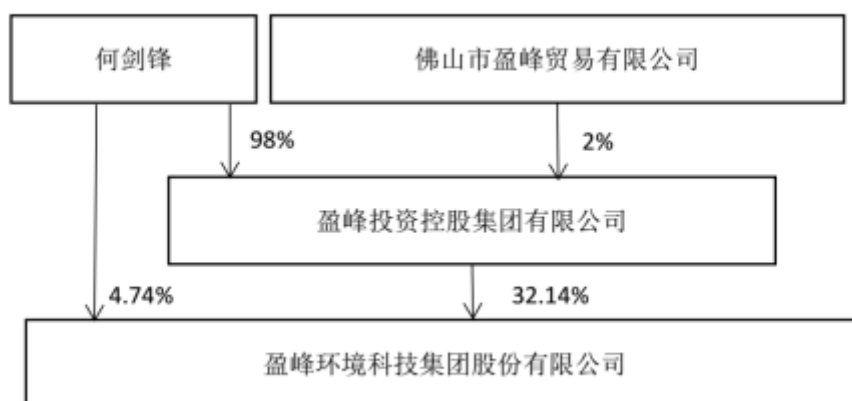 何剑锋
佛山市盈峰贸易有限公司
98%
2%
盈峰投资控股集团有限公司
4.74%
32.14%
盈峰环境科技集团股份有限公司